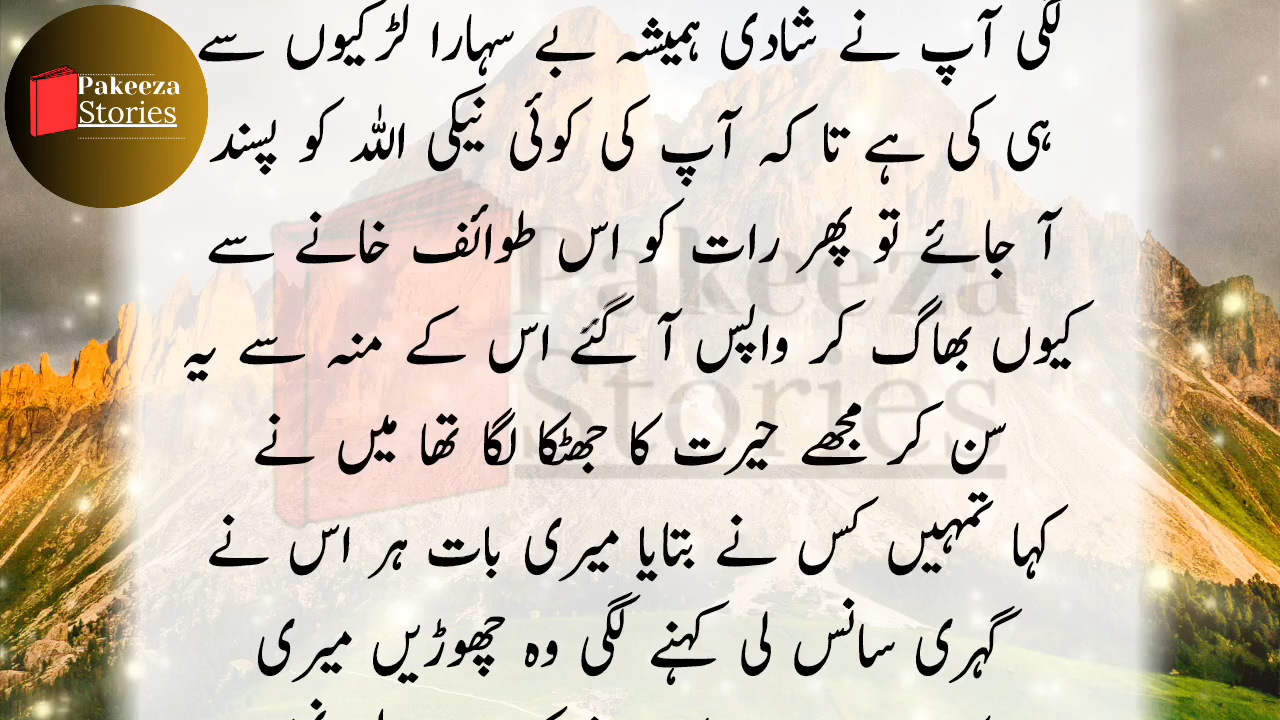 Pakeeza
Stories
لگی آپ نے شادی ہمیشہ بے سہارا لڑکیوں سے
ہی کی ہے تا کہ آپ کی کوئی نیکی اللہ کو پسند
آ جائے تو پھر رات کو اس طوائف خانے سے
کیوں بھاگ کر واپس آ گئے اس کے منہ سے یہ
سن کر مجھے حیرت کا جھٹکا لگا تھا میں نے
کہا تمہیں کس نے بتایا میری بات ہر اس نے
گہری سانس لی کہنے لگی وہ چھوڑیں میری
Pakeeza
Stories